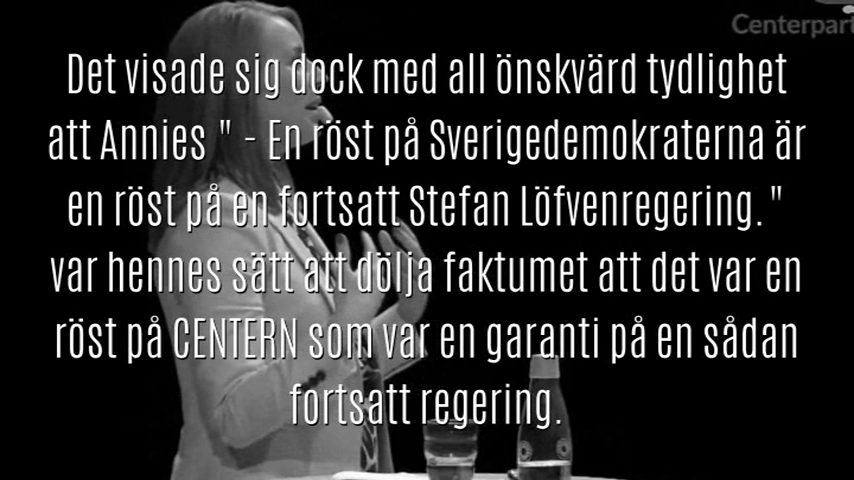 Centerpart
Det visade sig dock med all önskvärd tydlighet
att Annies " - En röst på Sverigedemokraterna är
en röst på en fortsatt Stefan Löfvenregering."
var hennes sätt att dölja faktumet att det var en
röst på CENTERN som var en garanti på en sådan
fortsatt regering.